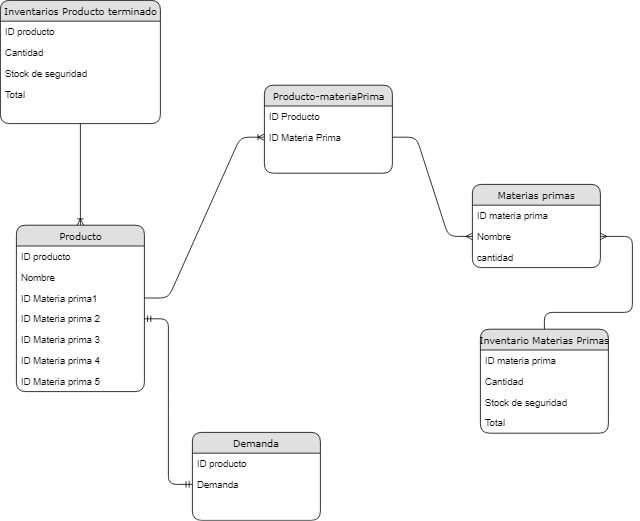 Inventarios Producto terminado
ID producto
Cantidad
Stock de seguridad
Total
Producto-materiaPrima
ID Producto
ID Materia Prima
Materias primas
ID materia prima
Nombre
cantidad
Producto
ID producto
Nombre
ID Materia prima1
ID Materia prima 2
ID Materia prima 3
ID Materia prima 4
ID Materia prima 5
Inventario Materias Primas
ID materia prima
Cantidad
Stock de seguridad
Total
Demanda
ID producto
Demanda